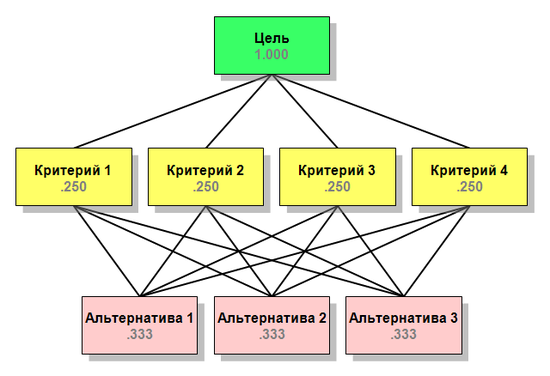 Цель
1.000
Критерий 1
.250
Критерий 2
.250
Критерий 3
.250
Критерий 4
.250
Альтернатива 1
.333
Альтернатива 2
.333
Альтернатива 3
.333